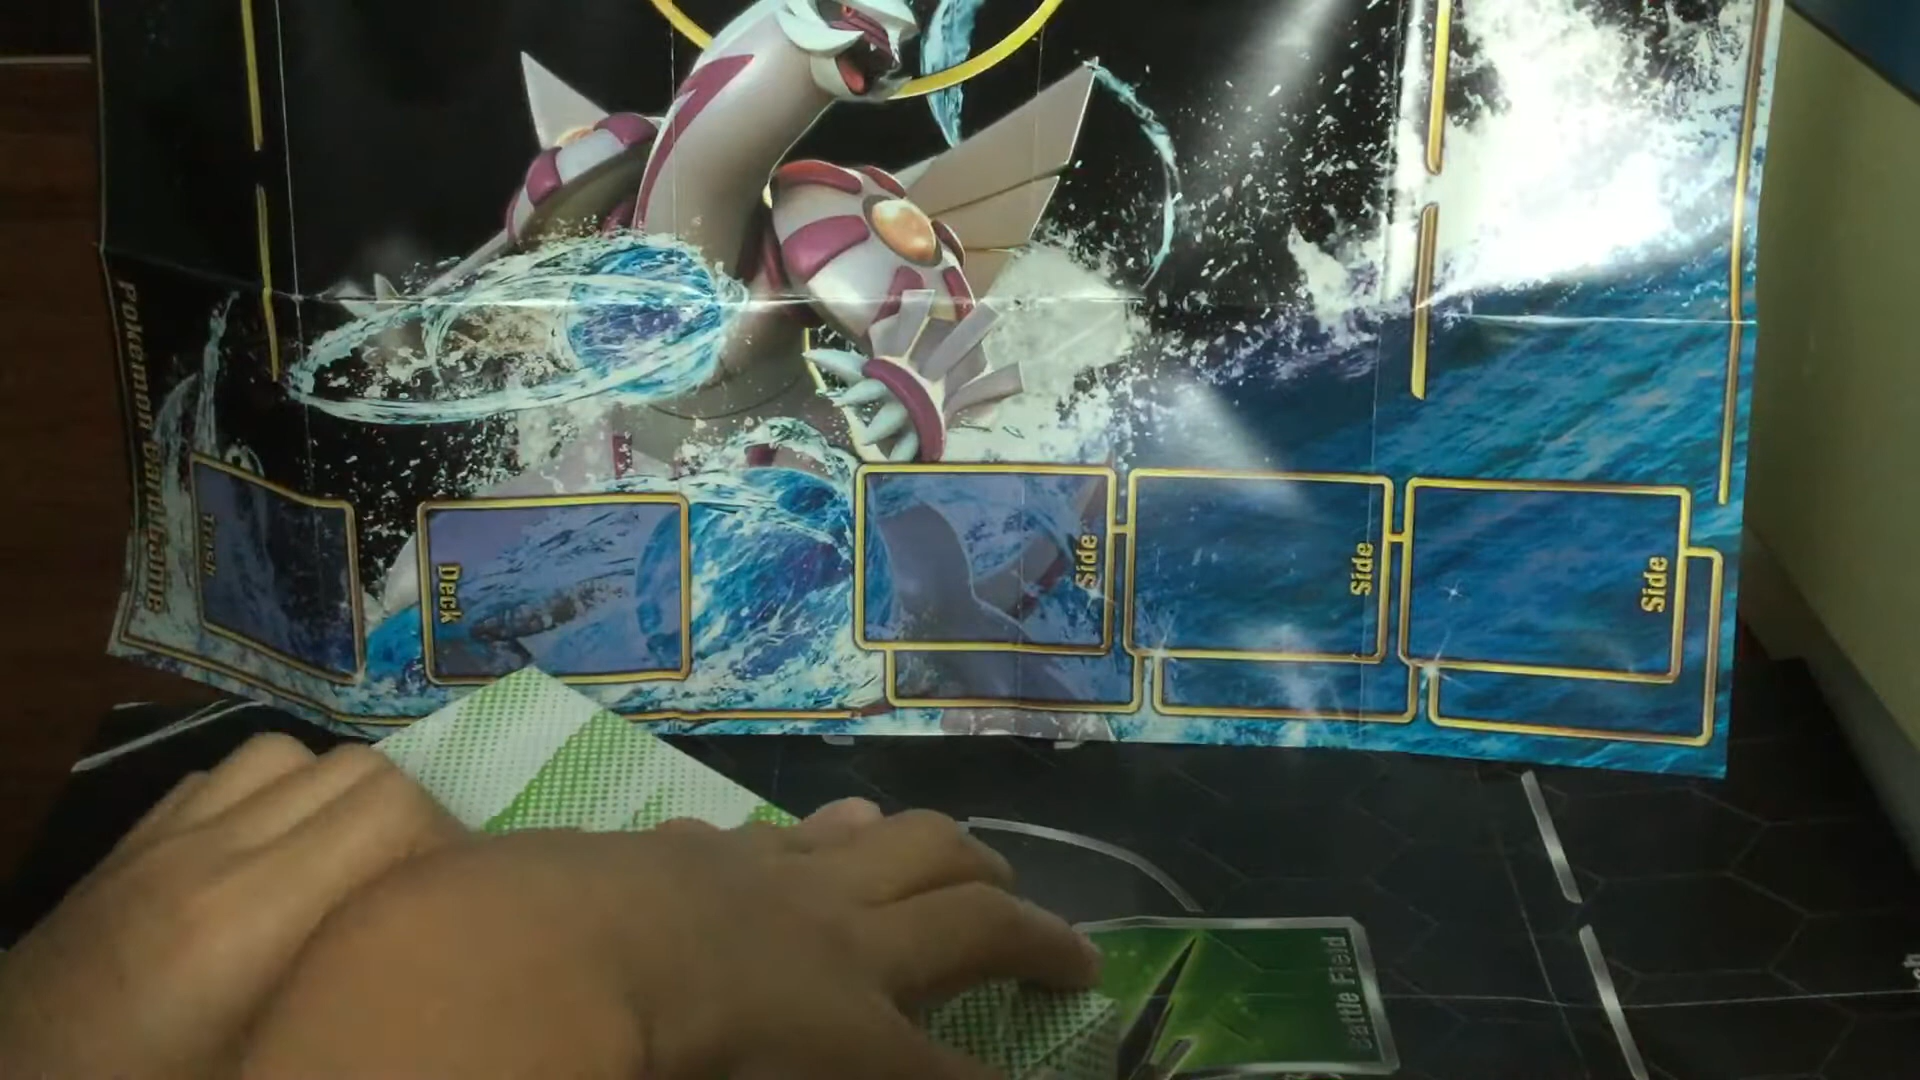 Pokémon Card Game
Trash
Deck
Side
Side
Side
Battle Field